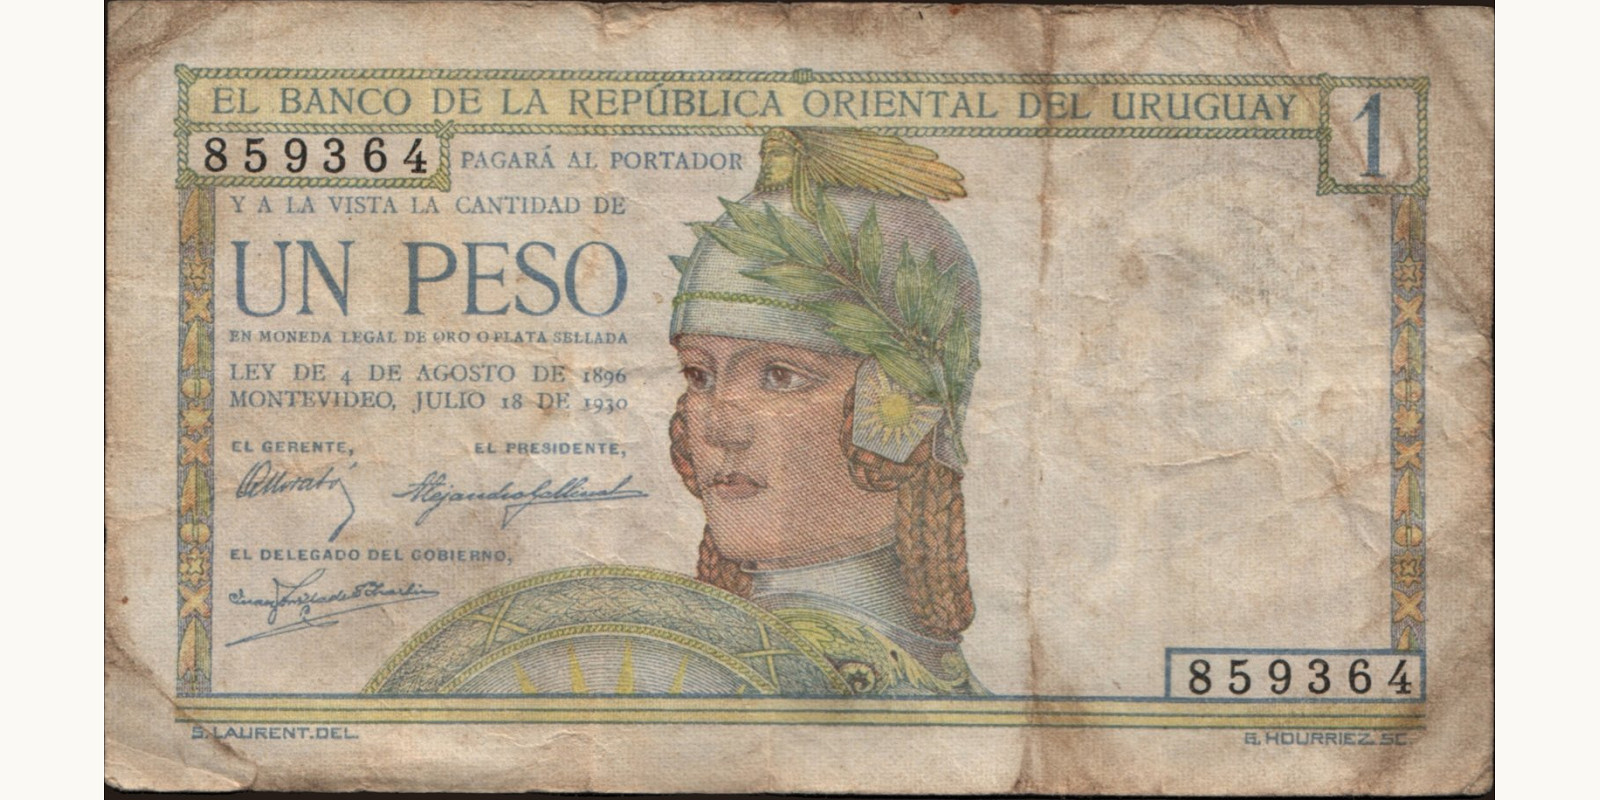 EL BANCO DE LA REPÚBLICA ORIENTAL DEL URUGUAY
1
859364
PAGARÁ AL PORTADOR
Y A LA VISTA LA CANTIDAD DE
UN PESO
EN MONEDA LEGAL DE ORO O PLATA SELLADA
LEY DE 4 DE AGOSTO DE 1896
MONTEVIDEO, JULIO 18 DE 1930
EL GERENTE, EL PRESIDENTE,
Alejandro Gallinal
EL DELEGADO DEL GOBIERNO,
859364
S. LAURENT.DEL.
G. HOURRIEZ. SC